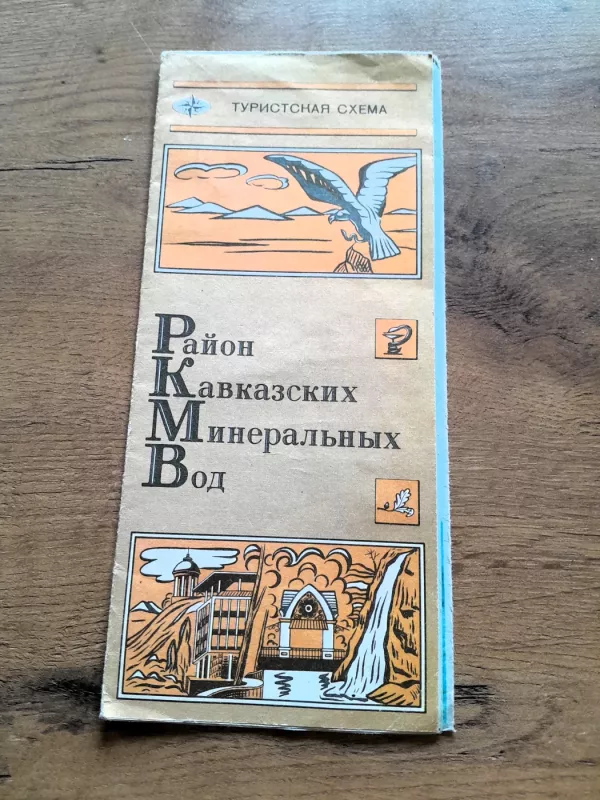 ТУРИСТСКАЯ СХЕМА
Район
Кавказских
Минеральных
Вод